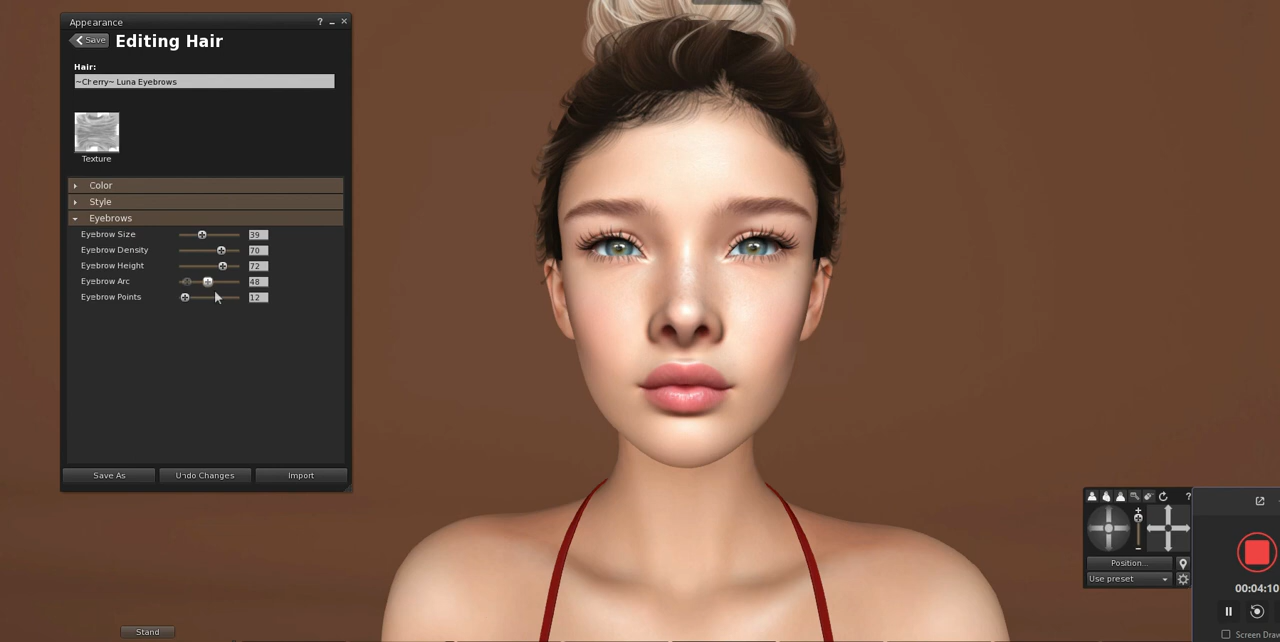 Appearance
? _ ×
Save
Editing Hair
Hair:
~Cherry~ Luna Eyebrows
Texture
Color
Style
Eyebrows
Eyebrow Size 39
Eyebrow Density 70
Eyebrow Height 72
Eyebrow Arc 48
Eyebrow Points 12
Save As Undo Changes Import
?
+
−
Position...
Use preset
00:04:10
Screen Draw
Stand